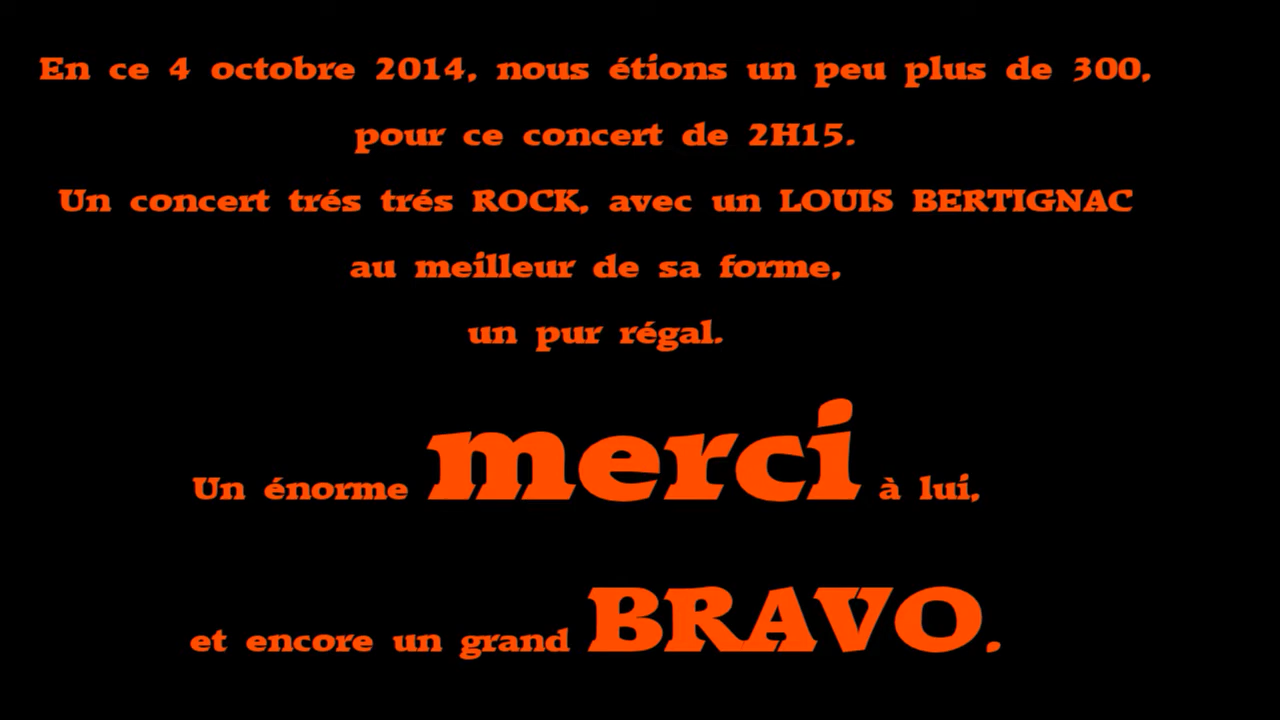 En ce 4 octobre 2014, nous étions un peu plus de 300,
pour ce concert de 2H15.
Un concert trés trés ROCK, avec un LOUIS BERTIGNAC
au meilleur de sa forme,
un pur régal.
Un énorme merci à lui,
et encore un grand BRAVO.